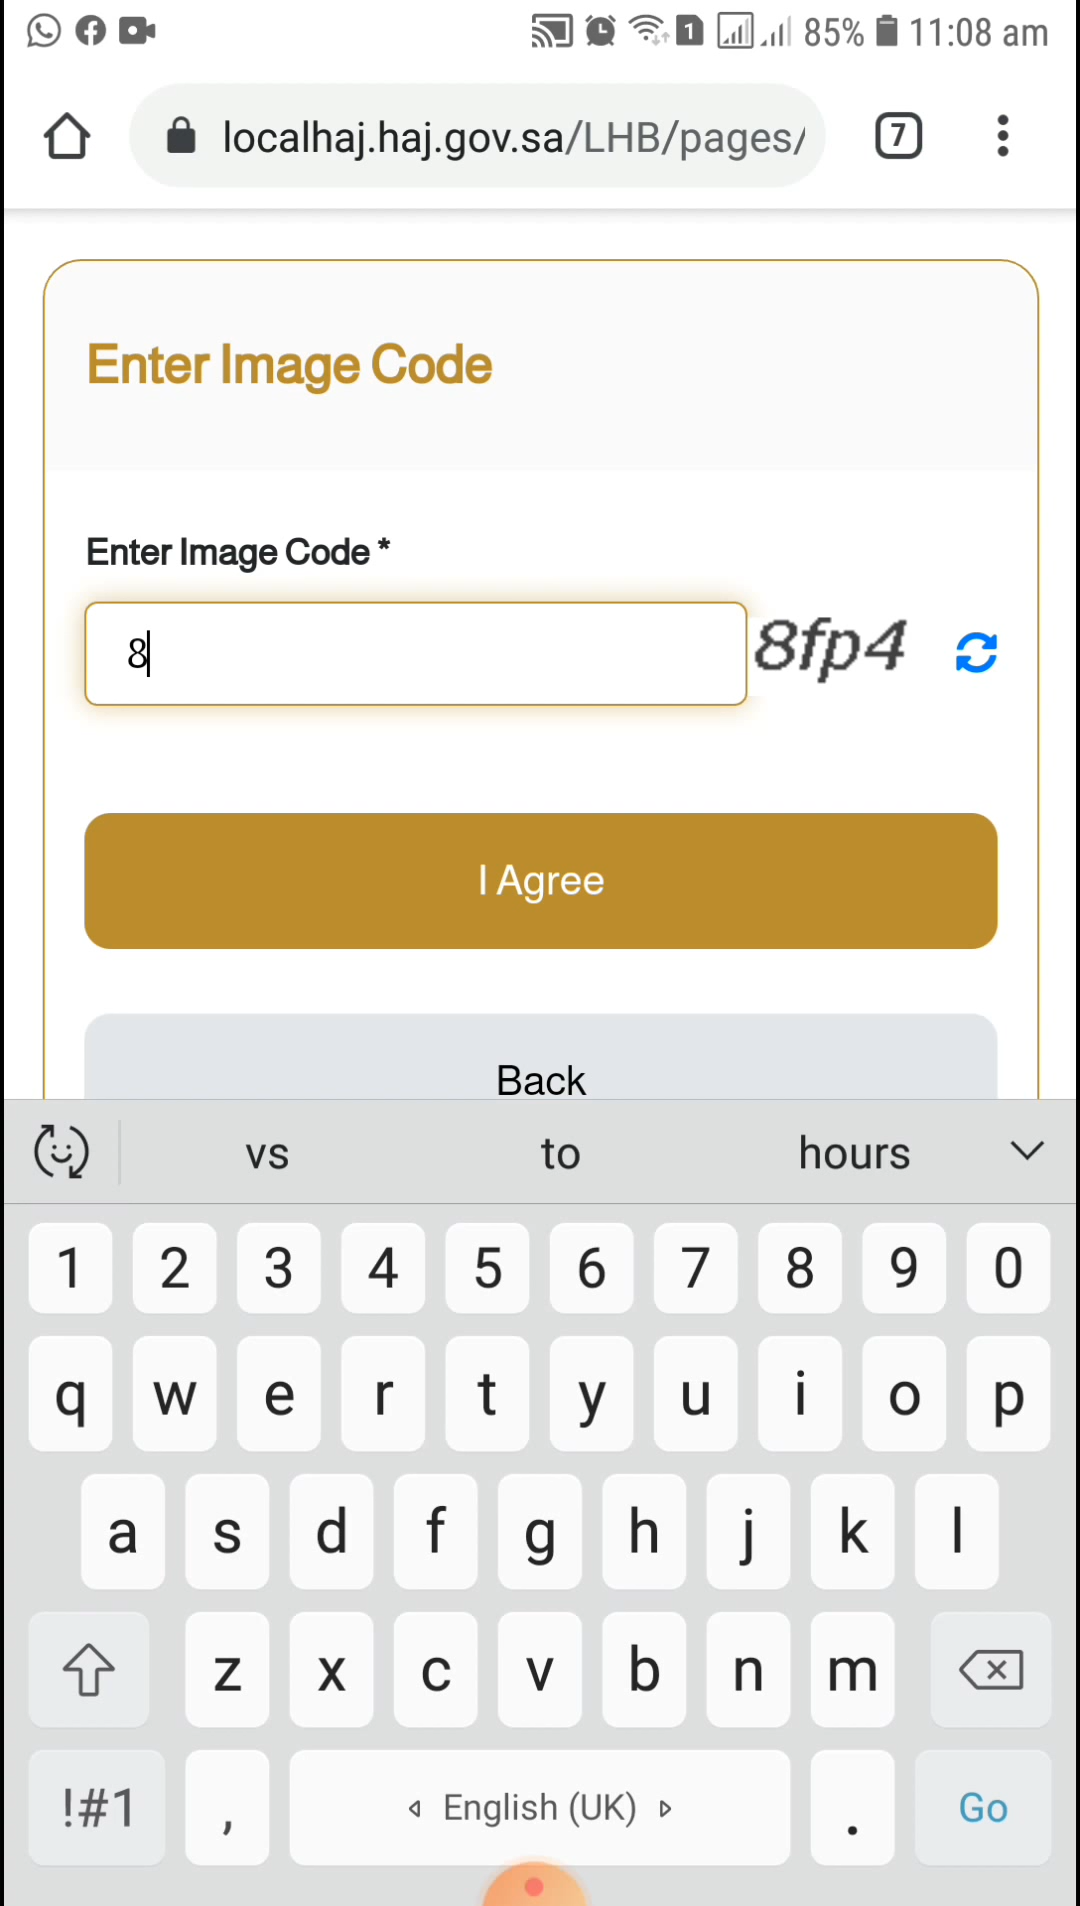 1 85% 11:08 am
localhaj.haj.gov.sa/LHB/pages/ 7
Enter Image Code
Enter Image Code *
8 8fp4
I Agree
Back
vs to hours
1 2 3 4 5 6 7 8 9 0
q w e r t y u i o p
a s d f g h j k l
z x c v b n m
!#1 , English (UK) . Go